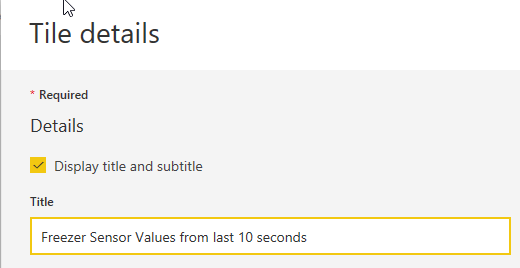 Tile details
* Required
Details
Display title and subtitle
Title
Freezer Sensor Values from last 10 seconds